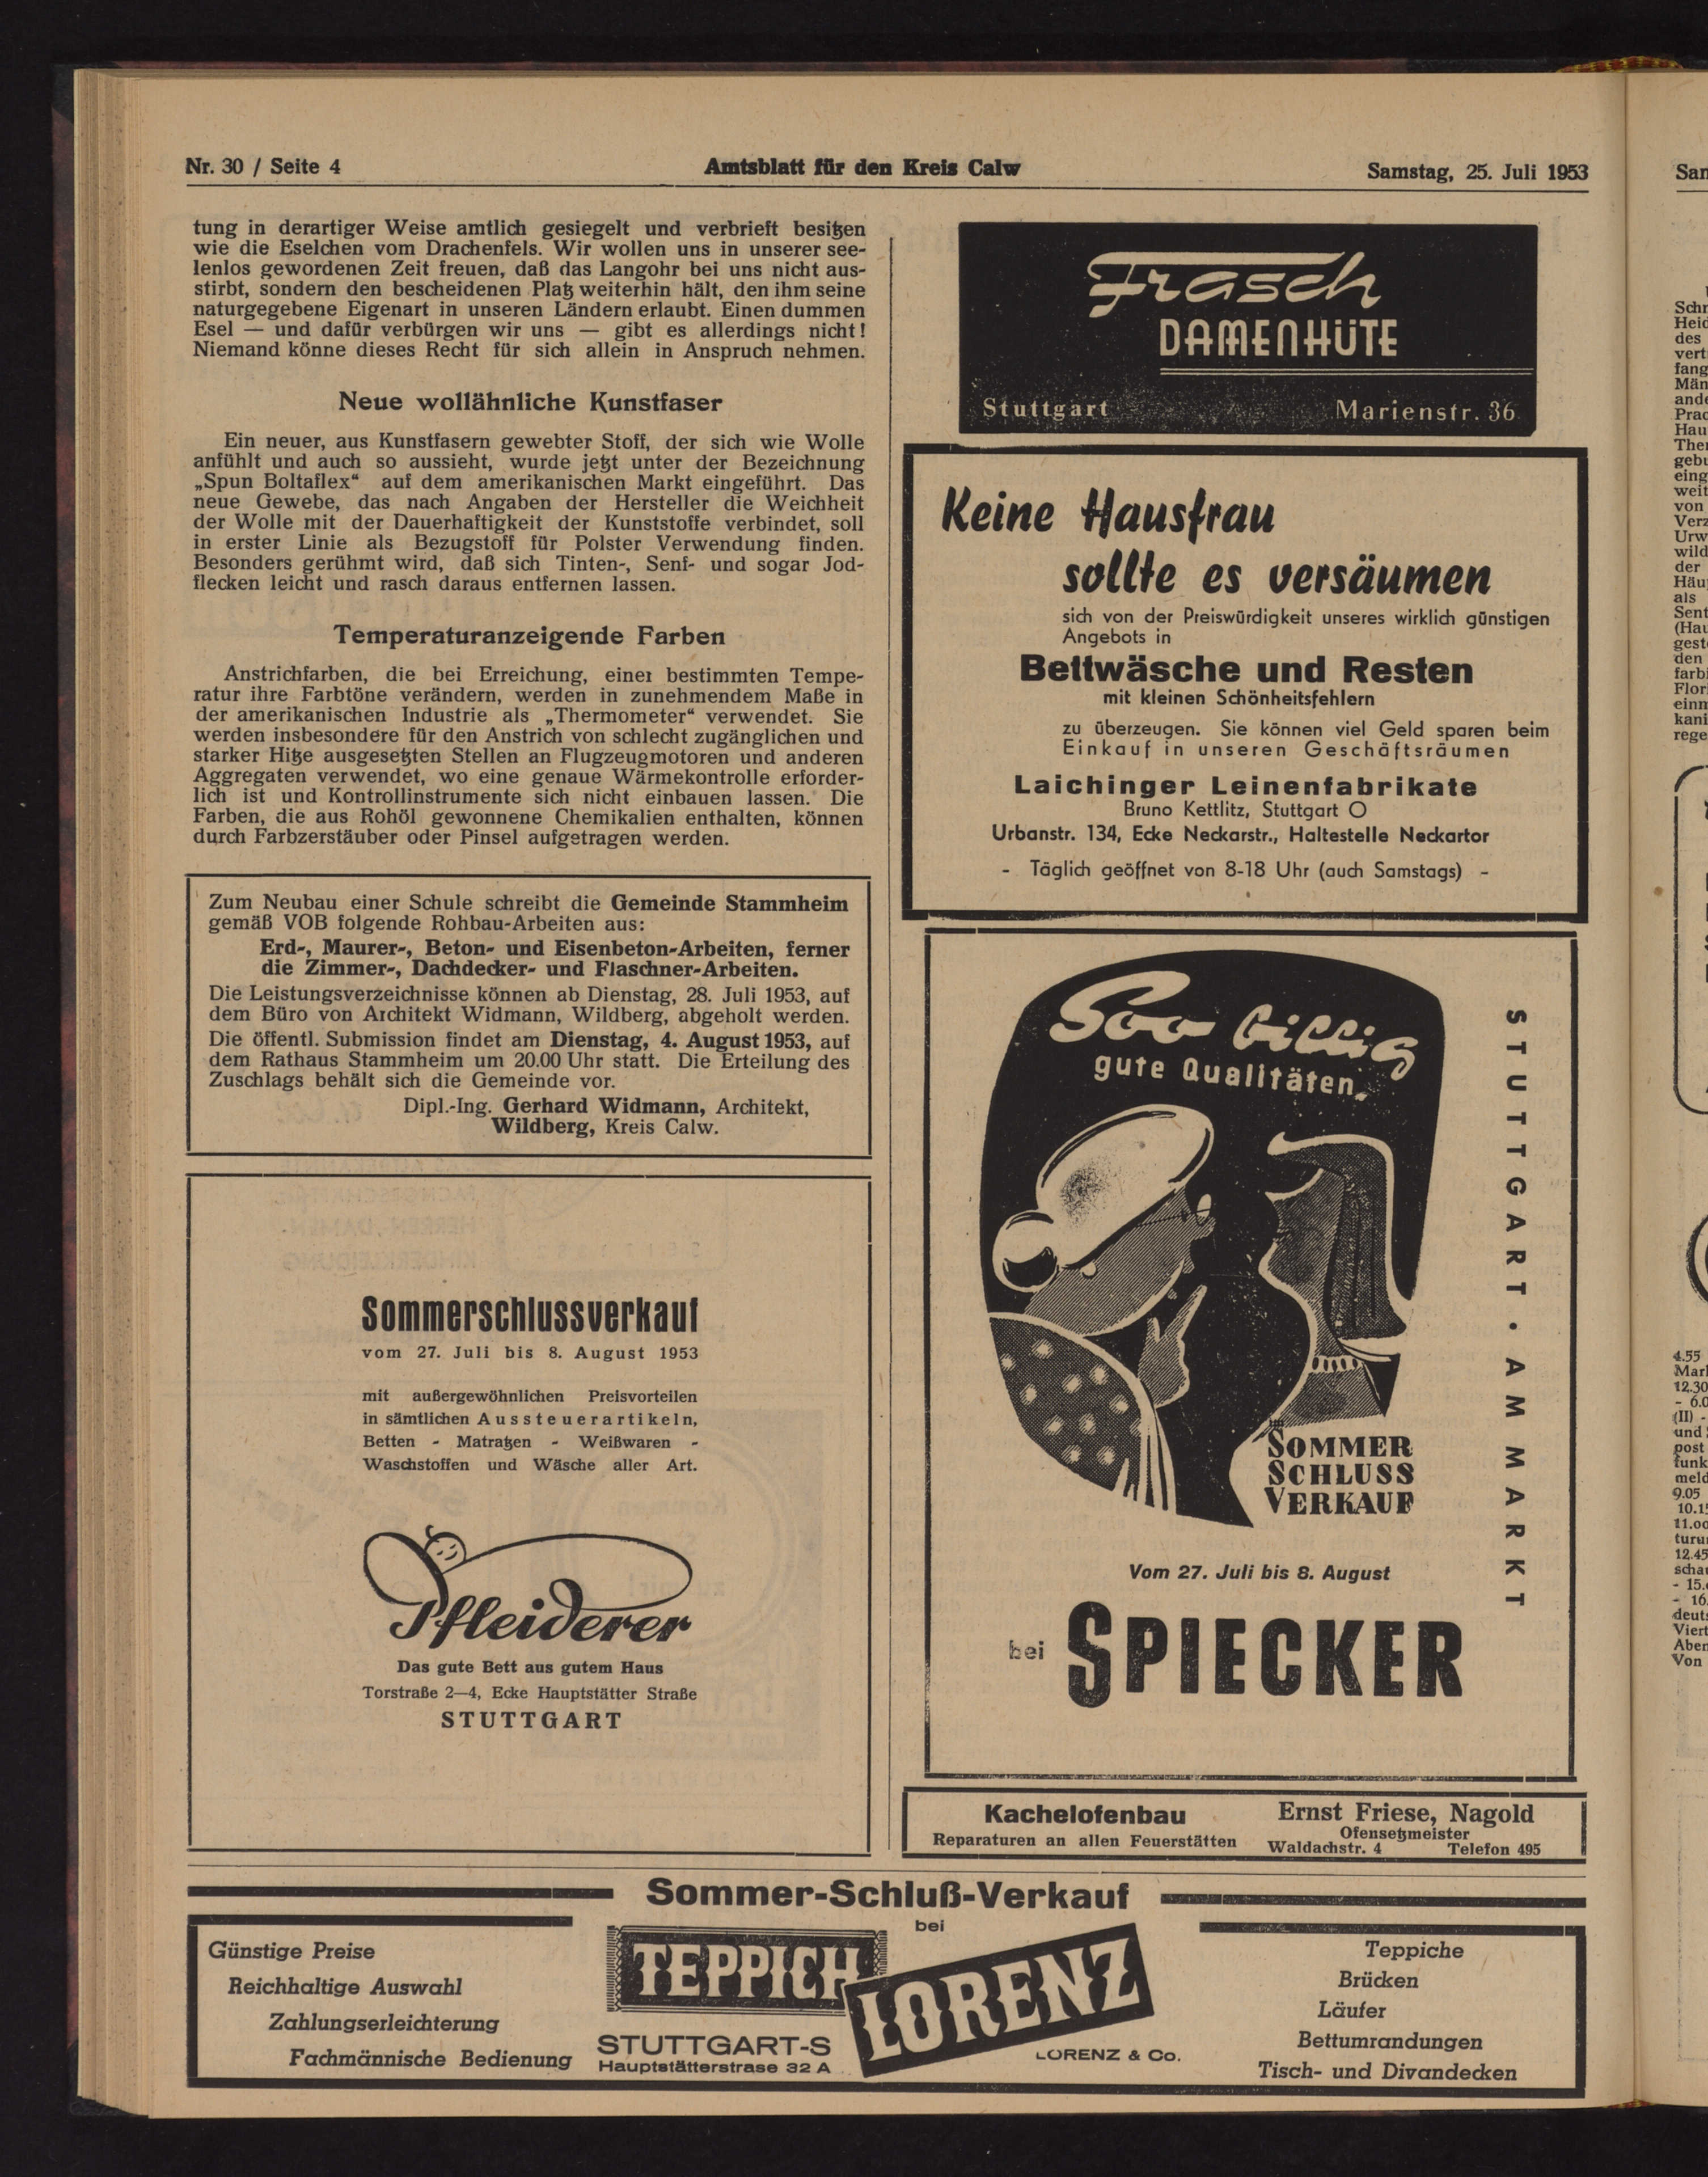 Nr. 30 / Seite 4
Amtsblatt für den Kreis Calw
Samstag, 25. Juli 1953
tung in derartiger Weise amtlich gesiegelt und verbrieft besitzen
wie die Eselchen vom Drachenfels. Wir wollen uns in unserer see-
lenlos gewordenen Zeit freuen, daß das Langohr bei uns nicht aus-
stirbt, sondern den bescheidenen Platz weiterhin hält, den ihm seine
naturgegebene Eigenart in unseren Ländern erlaubt. Einen dummen
Esel — und dafür verbürgen wir uns — gibt es allerdings nicht!
Niemand könne dieses Recht für sich allein in Anspruch nehmen.
Neue wollähnliche Kunstfaser
Ein neuer, aus Kunstfasern gewebter Stoff, der sich wie Wolle
anfühlt und auch so aussieht, wurde jetzt unter der Bezeichnung
„Spun Boltaflex“ auf dem amerikanischen Markt eingeführt. Das
neue Gewebe, das nach Angaben der Hersteller die Weichheit
der Wolle mit der Dauerhaftigkeit der Kunststoffe verbindet, soll
in erster Linie als Bezugstoff für Polster Verwendung finden.
Besonders gerühmt wird, daß sich Tinten-, Senf- und sogar Jod-
flecken leicht und rasch daraus entfernen lassen.
Temperaturanzeigende Farben
Anstrichfarben, die bei Erreichung, einer bestimmten Tempe-
ratur ihre Farbtöne verändern, werden in zunehmendem Maße in
der amerikanischen Industrie als „Thermometer“ verwendet. Sie
werden insbesondere für den Anstrich von schlecht zugänglichen und
starker Hitze ausgesetzten Stellen an Flugzeugmotoren und anderen
Aggregaten verwendet, wo eine genaue Wärmekontrolle erforder-
lich ist und Kontrollinstrumente sich nicht einbauen lassen. Die
Farben, die aus Rohöl gewonnene Chemikalien enthalten, können
durch Farbzerstäuber oder Pinsel aufgetragen werden.
Zum Neubau einer Schule schreibt die Gemeinde Stammheim
gemäß VOB folgende Rohbau-Arbeiten aus:
Erd-, Maurer-, Beton- und Eisenbeton-Arbeiten, ferner
die Zimmer-, Dachdecker- und Flaschner-Arbeiten.
Die Leistungsverzeichnisse können ab Dienstag, 28. Juli 1953, auf
dem Büro von Architekt Widmann, Wildberg, abgeholt werden.
Die öffentl. Submission findet am Dienstag, 4. August 1953, auf
dem Rathaus Stammheim um 20.00 Uhr statt. Die Erteilung des
Zuschlags behält sich die Gemeinde vor.
Dipl.-Ing. Gerhard Widmann, Architekt,
Wildberg, Kreis Calw.
Sommerschlussverkauf
vom 27. Juli bis 8. August 1953
mit außergewöhnlichen Preisvorteilen
in sämtlichen Aussteuerartikeln,
Betten - Matratzen - Weißwaren -
Waschstoffen und Wäsche aller Art.
Pfleiderer
Das gute Bett aus gutem Haus
Torstraße 2—4, Ecke Hauptstätter Straße
STUTTGART
Frasch
DAMENHÜTE
Stuttgart Marienstr. 36
Keine Hausfrau
sollte es versäumen
sich von der Preiswürdigkeit unseres wirklich günstigen
Angebots in
Bettwäsche und Resten
mit kleinen Schönheitsfehlern
zu überzeugen. Sie können viel Geld sparen beim
Einkauf in unseren Geschäftsräumen
Laichinger Leinenfabrikate
Bruno Kettlitz, Stuttgart O
Urbanstr. 134, Ecke Neckarstr., Haltestelle Neckartor
- Täglich geöffnet von 8-18 Uhr (auch Samstags) -
Soo billig
gute Qualitäten
STUTTGART · AM MARKT
SOMMER
SCHLUSS
VERKAUF
Vom 27. Juli bis 8. August
bei SPIECKER
Kachelofenbau
Reparaturen an allen Feuerstätten
Ernst Friese, Nagold
Ofensetzmeister
Waldachstr. 4 Telefon 495
Sommer-Schluß-Verkauf
bei
Günstige Preise
Reichhaltige Auswahl
Zahlungserleichterung
Fachmännische Bedienung
TEPPICH
LORENZ
STUTTGART-S
Hauptstätterstrase 32 A
LORENZ & Co.
Teppiche
Brücken
Läufer
Bettumrandungen
Tisch- und Divandecken